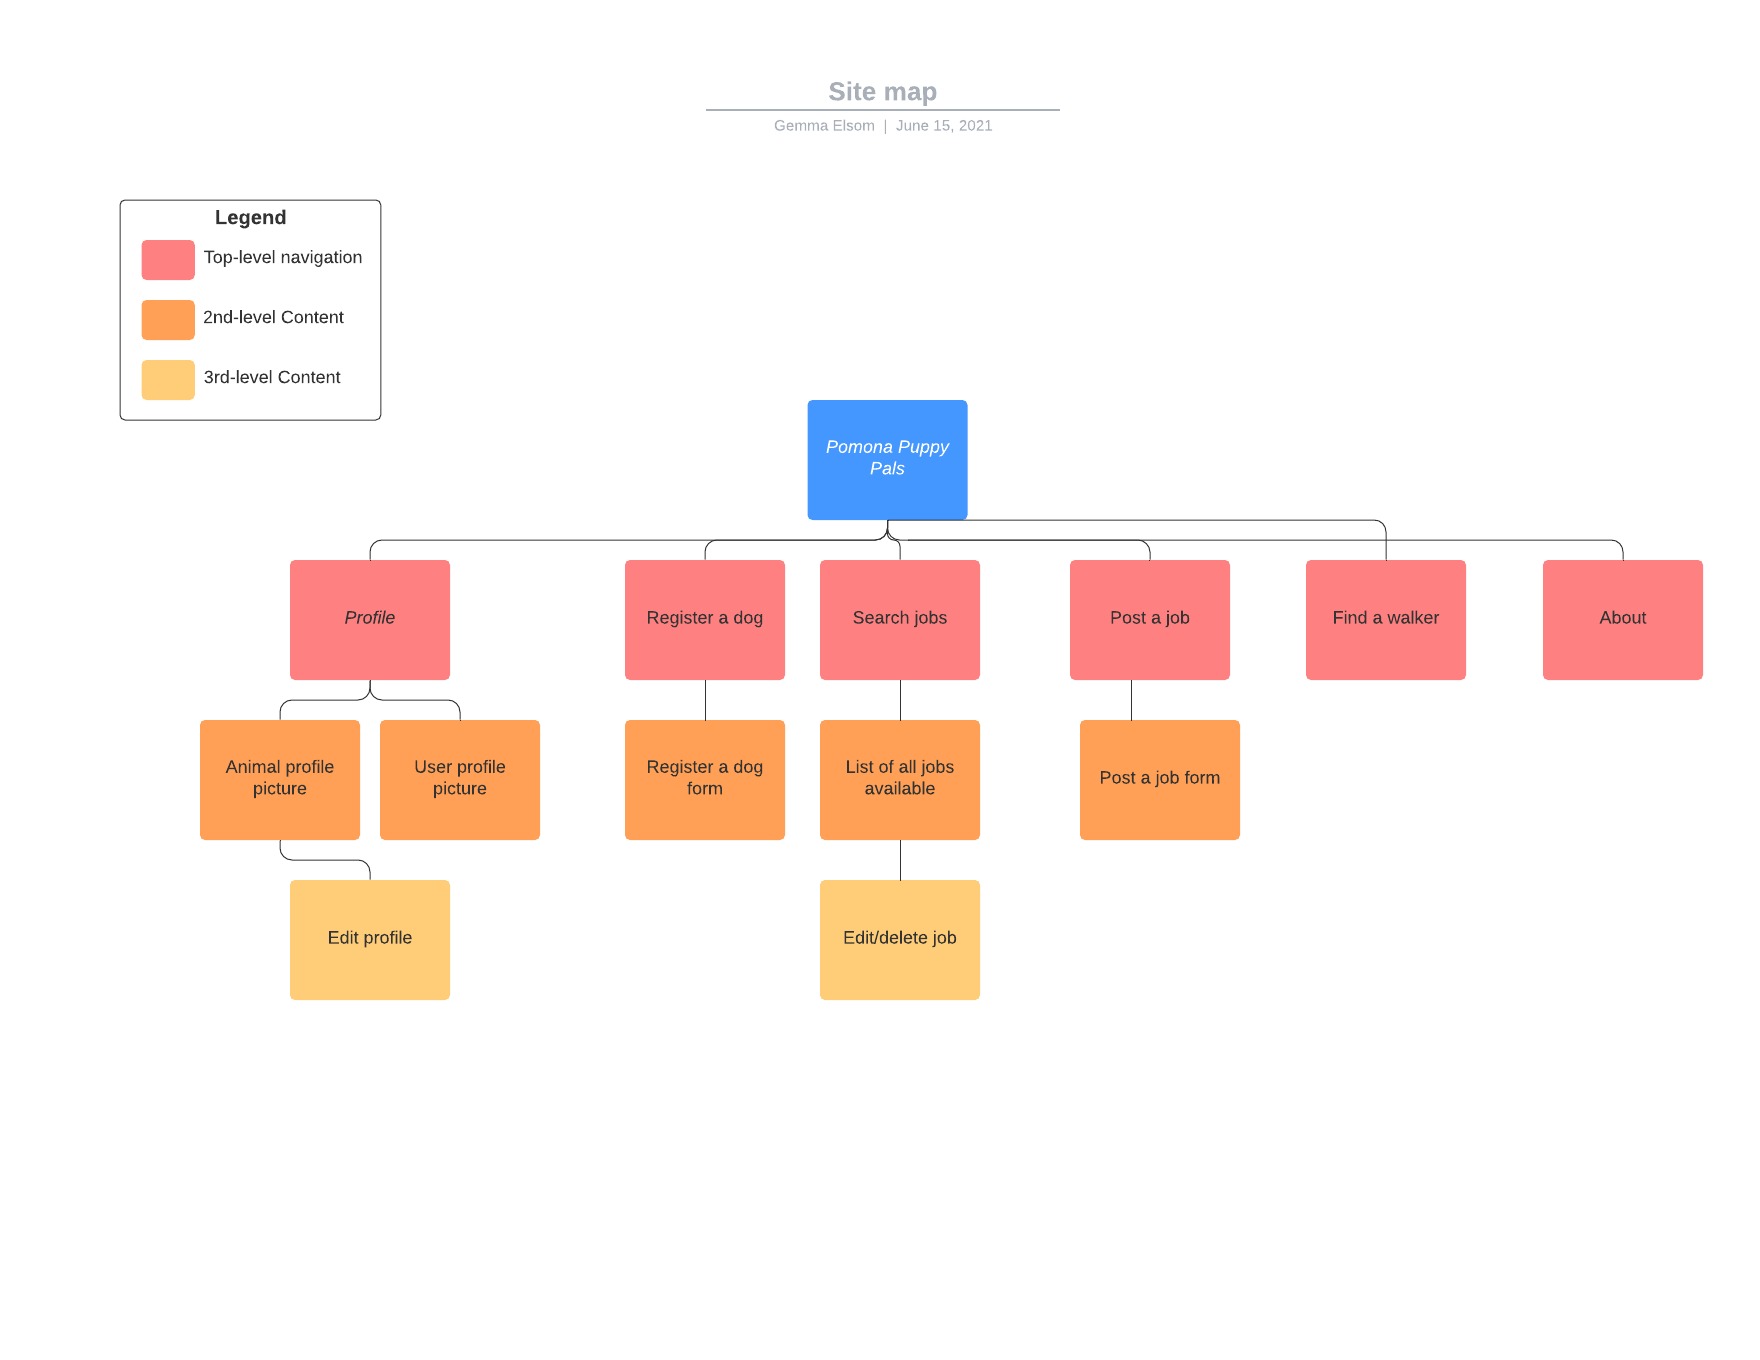 Site map
Gemma Elsom | June 15, 2021
Legend
Top-level navigation
2nd-level Content
3rd-level Content
Pomona Puppy
Pals
Profile
Register a dog
Search jobs
Post a job
Find a walker
About
Animal profile
picture
User profile
picture
Register a dog
form
List of all jobs
available
Post a job form
Edit profile
Edit/delete job